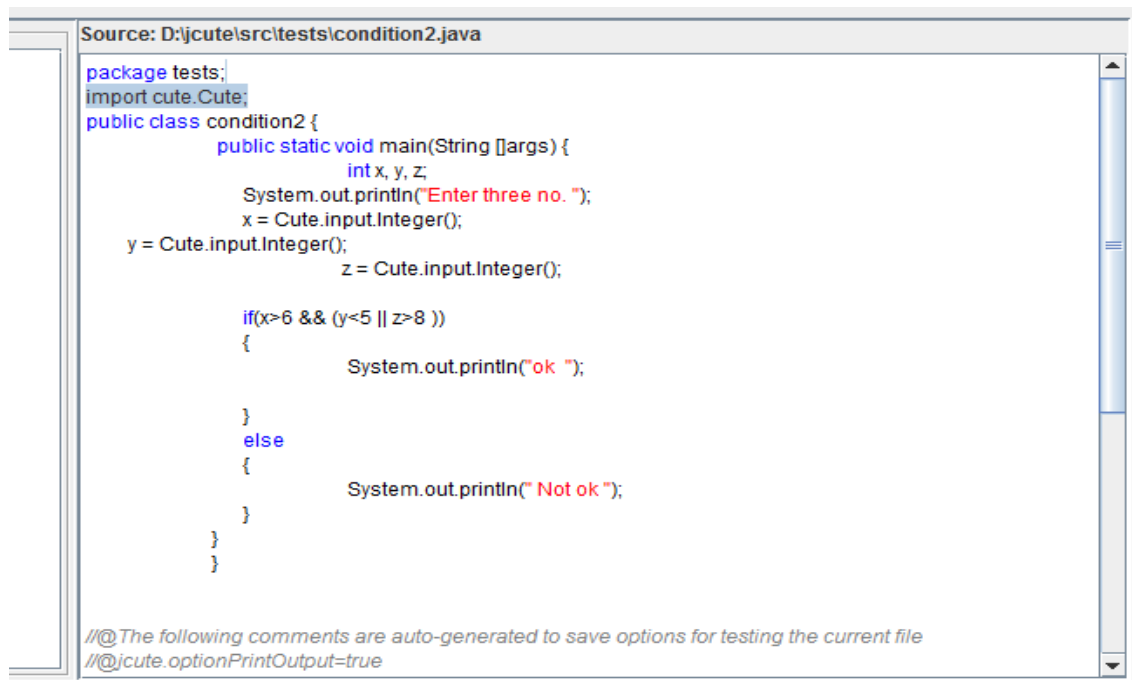 Source: D:\jcute\src\tests\condition2.java
package tests;
import cute.Cute;
public class condition2 {
public static void main(String []args) {
int x, y, z;
System.out.println("Enter three no. ");
x = Cute.input.Integer();
y = Cute.input.Integer();
z = Cute.input.Integer();
if(x>6 && (y<5 || z>8 ))
{
System.out.println("ok  ");
}
else
{
System.out.println(" Not ok ");
}
}
}
//@The following comments are auto-generated to save options for testing the current file
//@jcute.optionPrintOutput=true